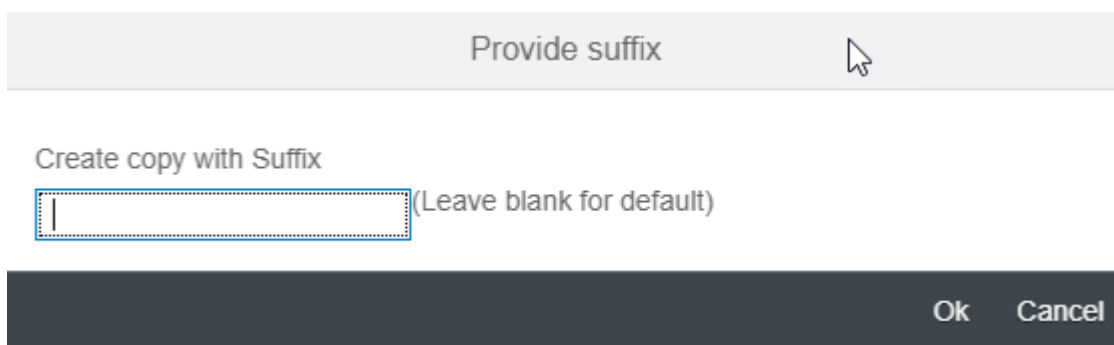 Provide suffix
Create copy with Suffix
(Leave blank for default)
Ok Cancel